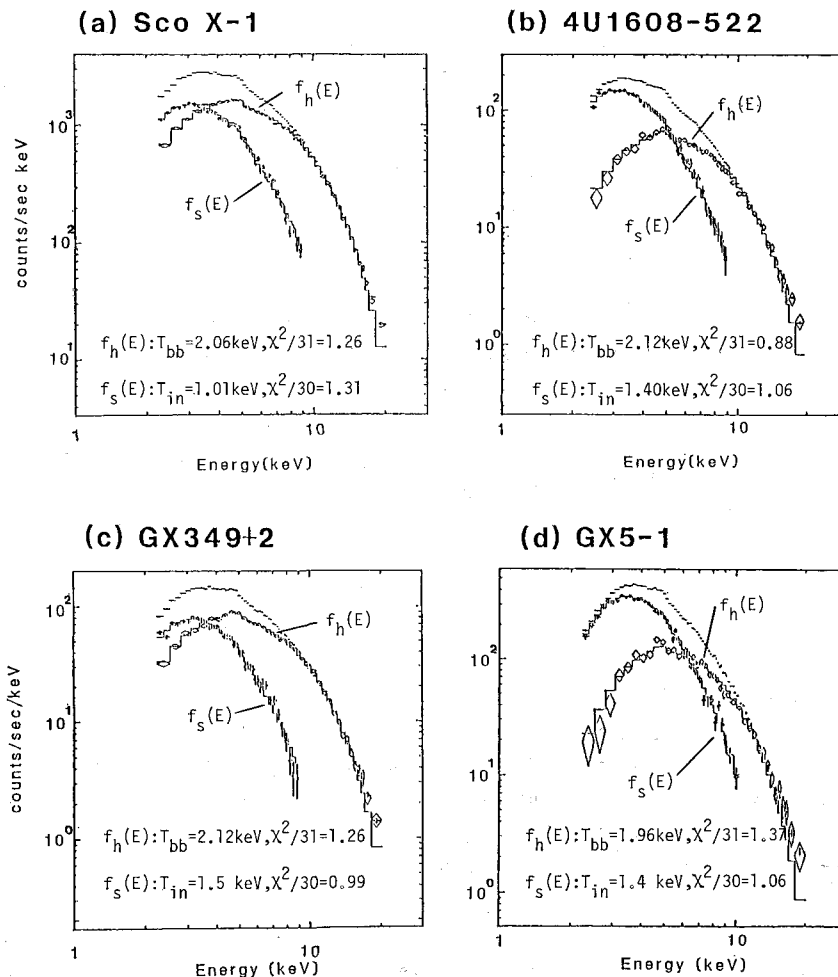 (a) Sco X-1
counts/sec keV
10^3
10^2
10^1
f_h(E)
f_s(E)
f_h(E):T_bb=2.06keV,χ^2/31=1.26
f_s(E):T_in=1.01keV,χ^2/30=1.31
1
10
Energy(keV)
(b) 4U1608-522
10^2
10^1
10^0
f_h(E)
f_s(E)
f_h(E):T_bb=2.12keV,χ^2/31=0.88
f_s(E):T_in=1.40keV,χ^2/30=1.06
1
10
Energy(keV)
(c) GX349+2
counts/sec/keV
10^2
10^1
10^0
f_h(E)
f_s(E)
f_h(E):T_bb=2.12keV,χ^2/31=1.26
f_s(E):T_in=1.5 keV,χ^2/30=0.99
1
10
Energy (keV)
(d) GX5-1
10^2
10^1
10^0
f_h(E)
f_s(E)
f_h(E):T_bb=1.96keV,χ^2/31=1.37
f_s(E):T_in=1.4 keV,χ^2/30=1.06
1
10
Energy (keV)